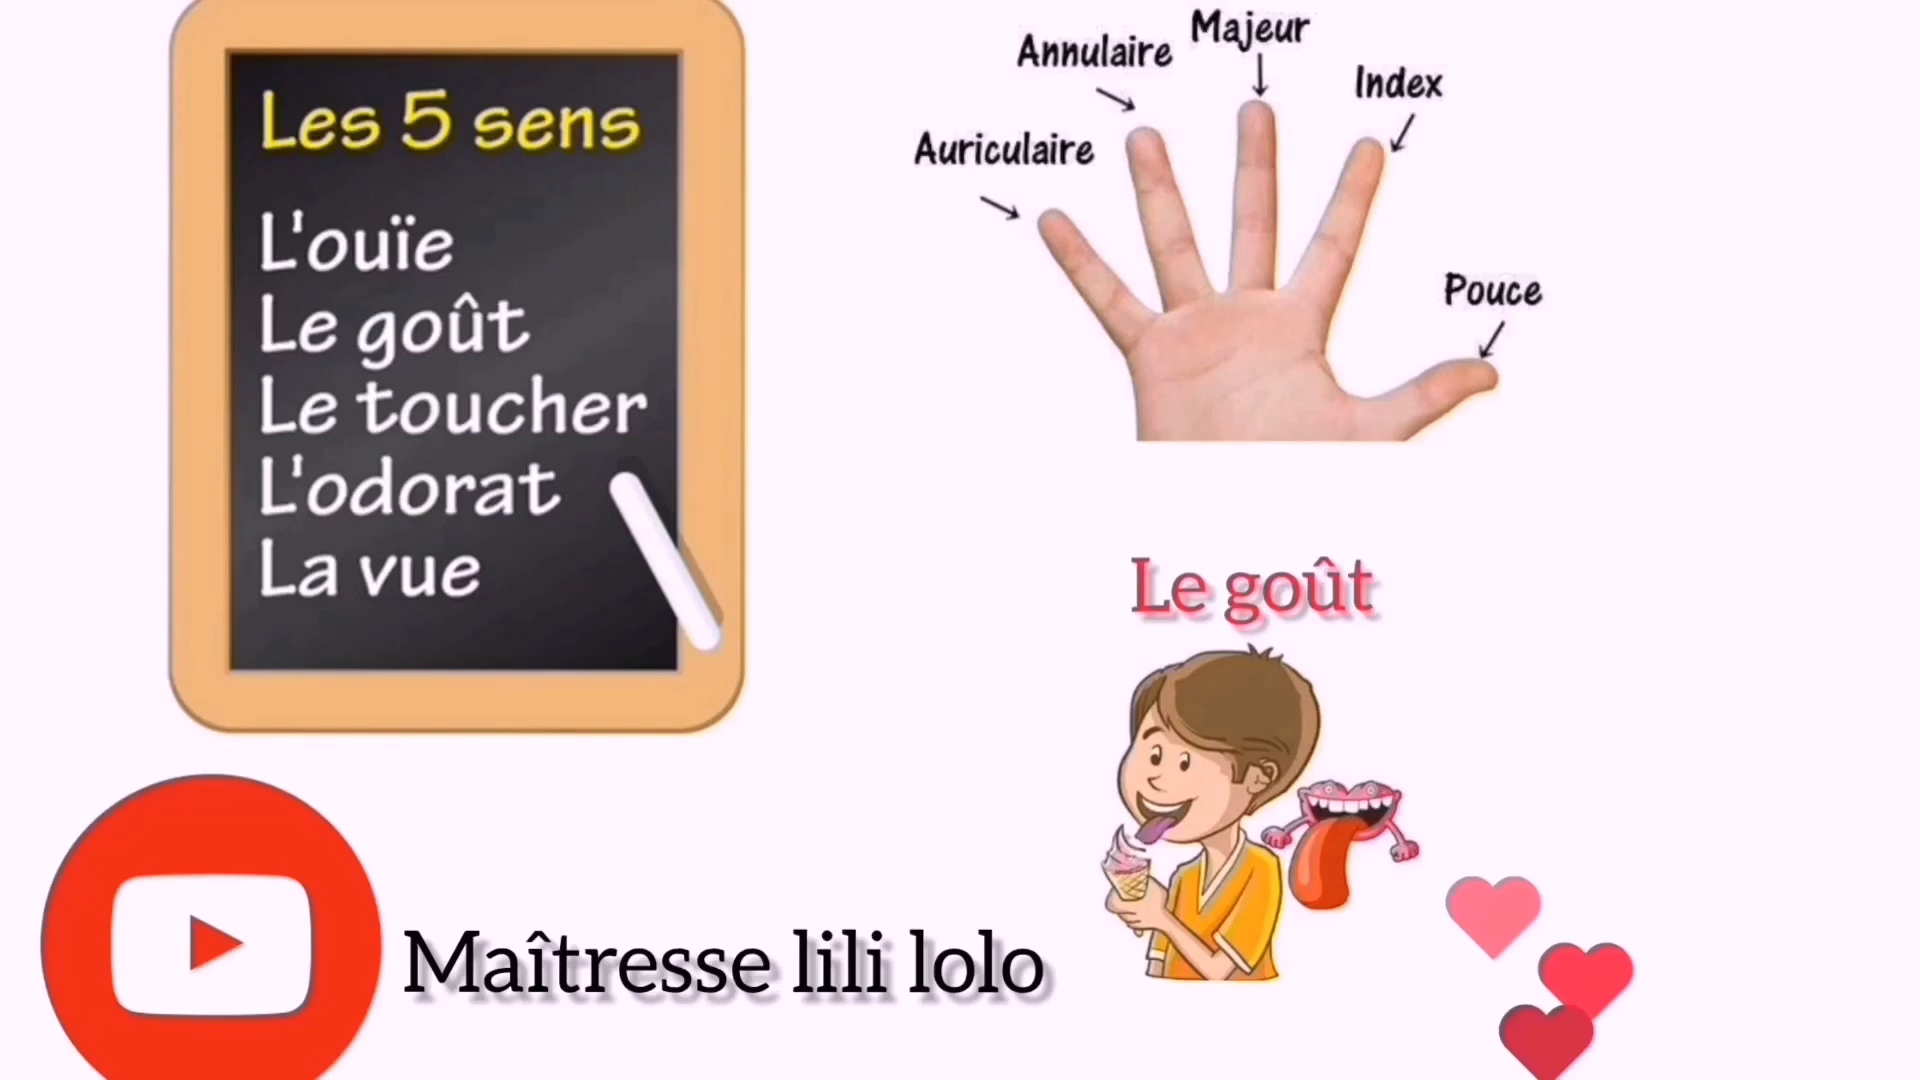 Les 5 sens
L'ouïe
Le goût
Le toucher
L'odorat
La vue
Majeur
Annulaire
Index
Auriculaire
Pouce
Le goût
Maîtresse lili lolo